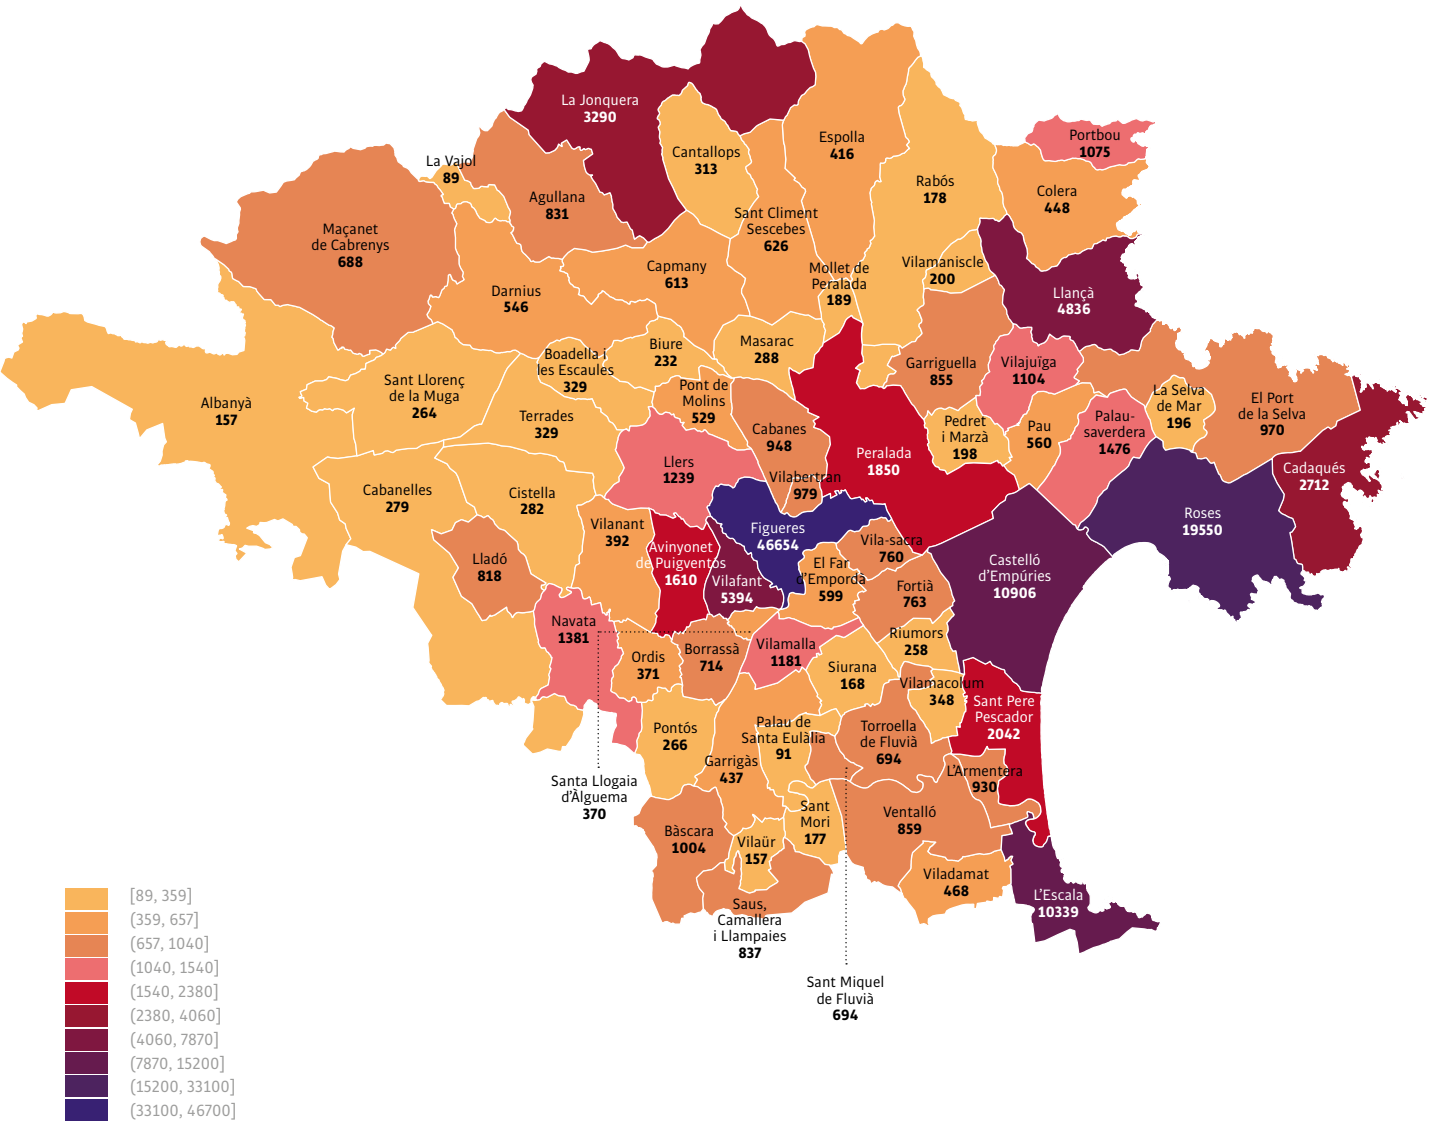 La Jonquera
3290
Portbou
1075
Espolla
416
Cantallops
313
La Vajol
89
Rabós
178
Colera
448
Agullana
831
Sant Climent
Sescebes
626
Maçanet
de Cabrenys
688
Capmany
613
Mollet de
Peralada
189
Vilamaniscle
200
Darnius
546
Llançà
4836
Biure
232
Masarac
288
Boadella i
les Escaules
329
Garriguella
855
Vilajuïga
1104
Sant Llorenç
de la Muga
264
Pont de
Molins
529
La Selva
de Mar
196
El Port
de la Selva
970
Albanyà
157
Terrades
329
Cabanes
948
Pedret
i Marzà
198
Pau
560
Palau-
saverdera
1476
Peralada
1850
Llers
1239
Vilabertran
979
Cadaqués
2712
Cabanelles
279
Cistella
282
Roses
19550
Vilanant
392
Figueres
46654
Avinyonet
de Puigventós
1610
Vila-sacra
760
Lladó
818
El Far
d'Empordà
599
Castelló
d'Empúries
10906
Vilafant
5394
Fortià
763
Navata
1381
Riumors
258
Ordis
371
Borrassà
714
Vilamalla
1181
Siurana
168
Vilamacolum
348
Sant Pere
Pescador
2042
Pontós
266
Palau de
Santa Eulàlia
91
Torroella
de Fluvià
694
Garrigàs
437
L'Armentera
930
Santa Llogaia
d'Àlguema
370
Sant
Mori
177
Ventalló
859
Bàscara
1004
Vilaür
157
Viladamat
468
L'Escala
10339
Saus,
Camallera
i Llampaies
837
Sant Miquel
de Fluvià
694
[89, 359]
(359, 657]
(657, 1040]
(1040, 1540]
(1540, 2380]
(2380, 4060]
(4060, 7870]
(7870, 15200]
(15200, 33100]
(33100, 46700]